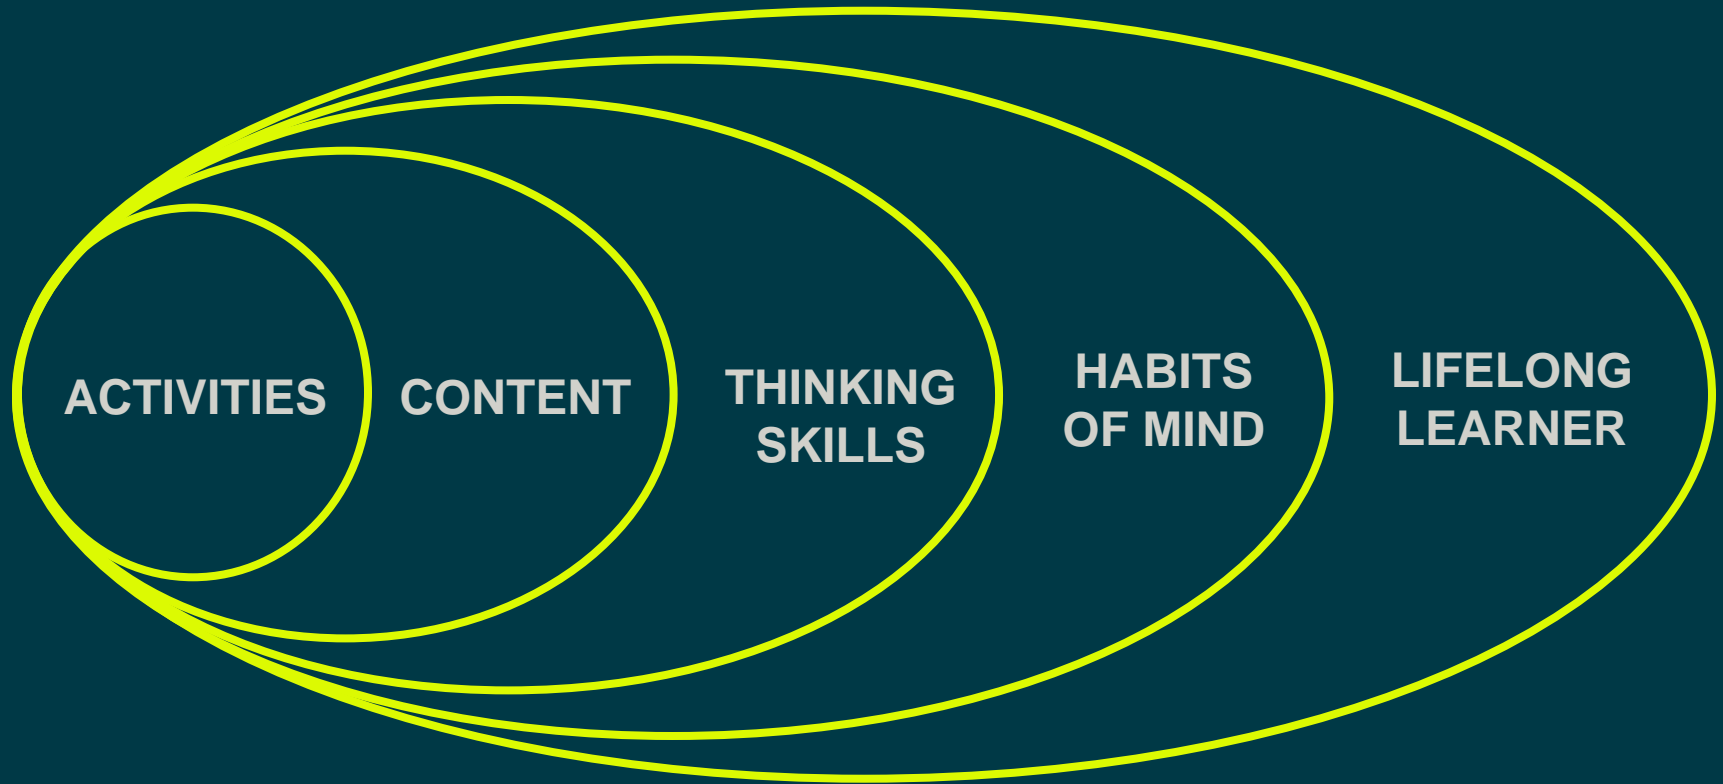 ACTIVITIES
CONTENT
THINKING
SKILLS
HABITS
OF MIND
LIFELONG
LEARNER